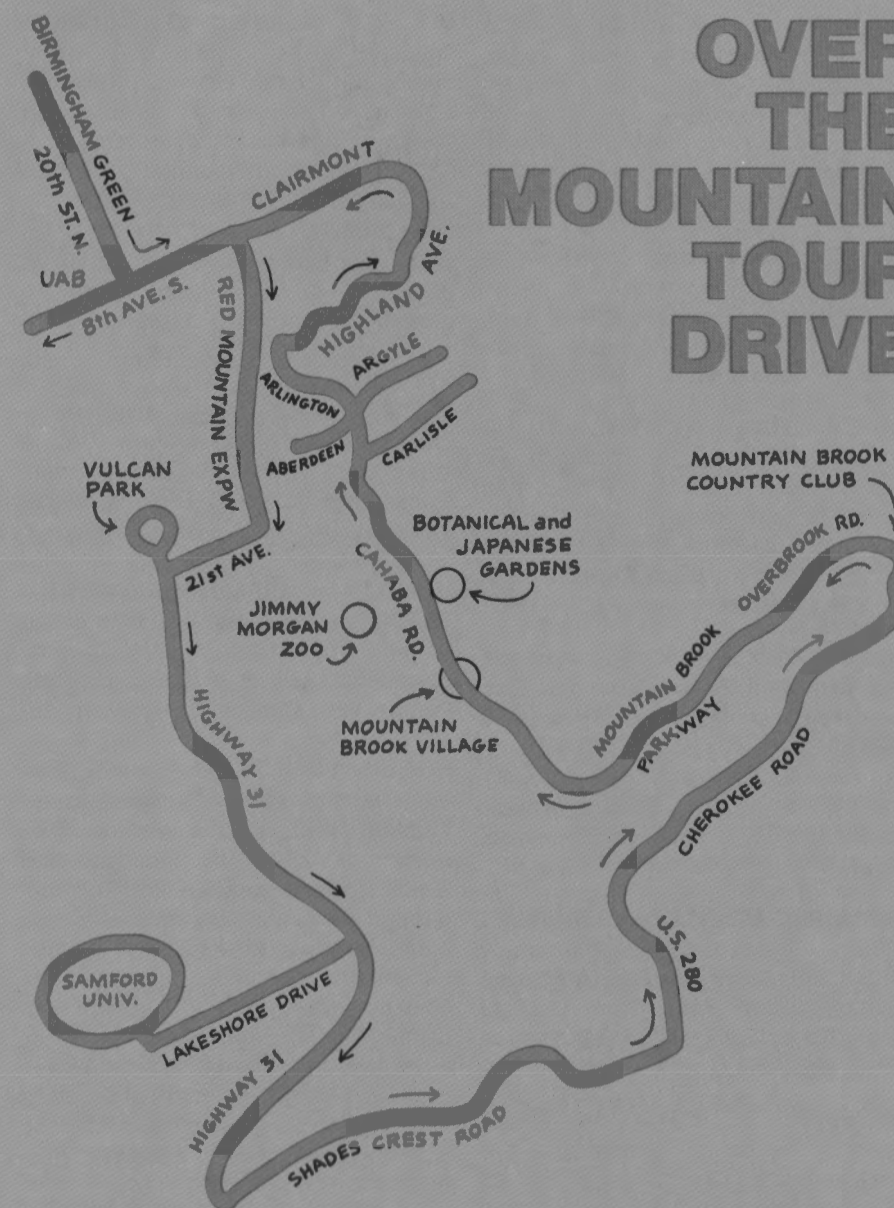 OVER
THE
MOUNTAIN
TOUR
DRIVE
BIRMINGHAM GREEN
20th ST. N.
UAB
8th AVE. S.
CLAIRMONT
HIGHLAND AVE.
RED MOUNTAIN EXPW
ARLINGTON
ARGYLE
ABERDEEN
CARLISLE
VULCAN
PARK
21st AVE.
MOUNTAIN BROOK
COUNTRY CLUB
BOTANICAL and
JAPANESE
GARDENS
CAHABA RD.
JIMMY
MORGAN
ZOO
OVERBROOK RD.
MOUNTAIN
BROOK VILLAGE
MOUNTAIN BROOK
PARKWAY
HIGHWAY 31
CHEROKEE ROAD
U.S. 280
SAMFORD
UNIV.
LAKESHORE DRIVE
HIGHWAY 31
SHADES CREST ROAD